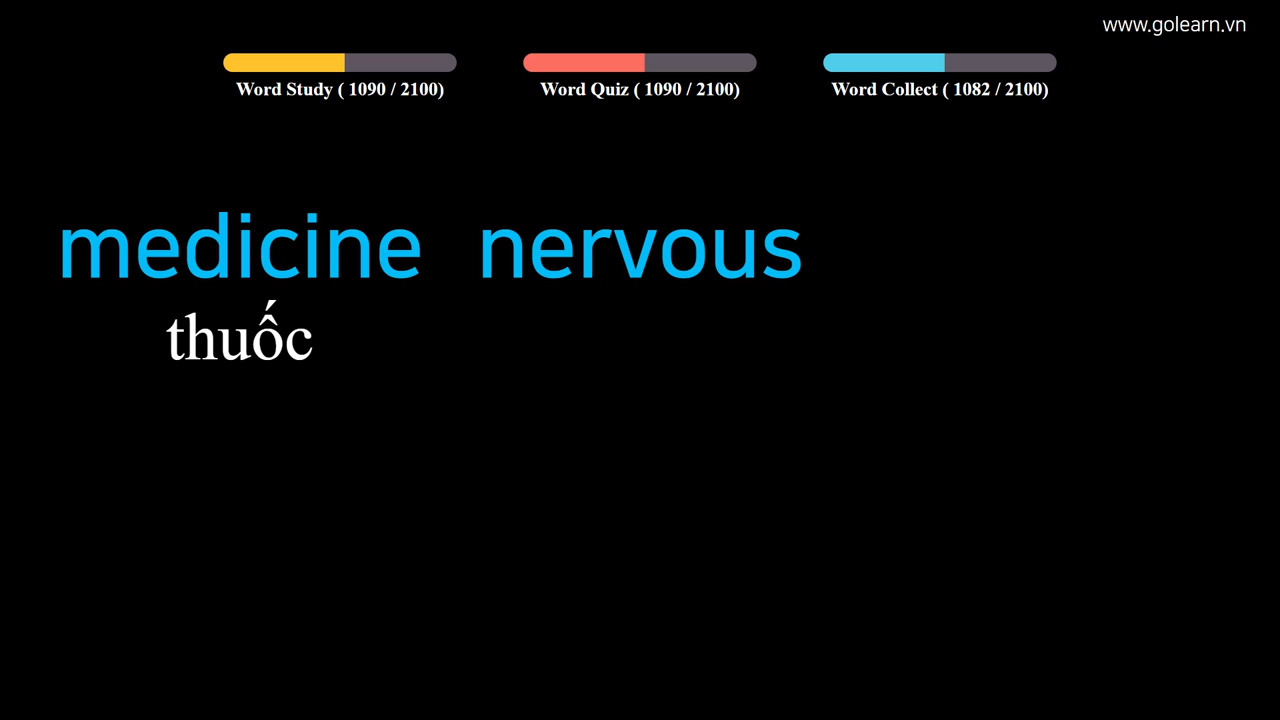 www.golearn.vn
Word Study ( 1090 / 2100) Word Quiz ( 1090 / 2100) Word Collect ( 1082 / 2100)
medicine nervous
thuốc